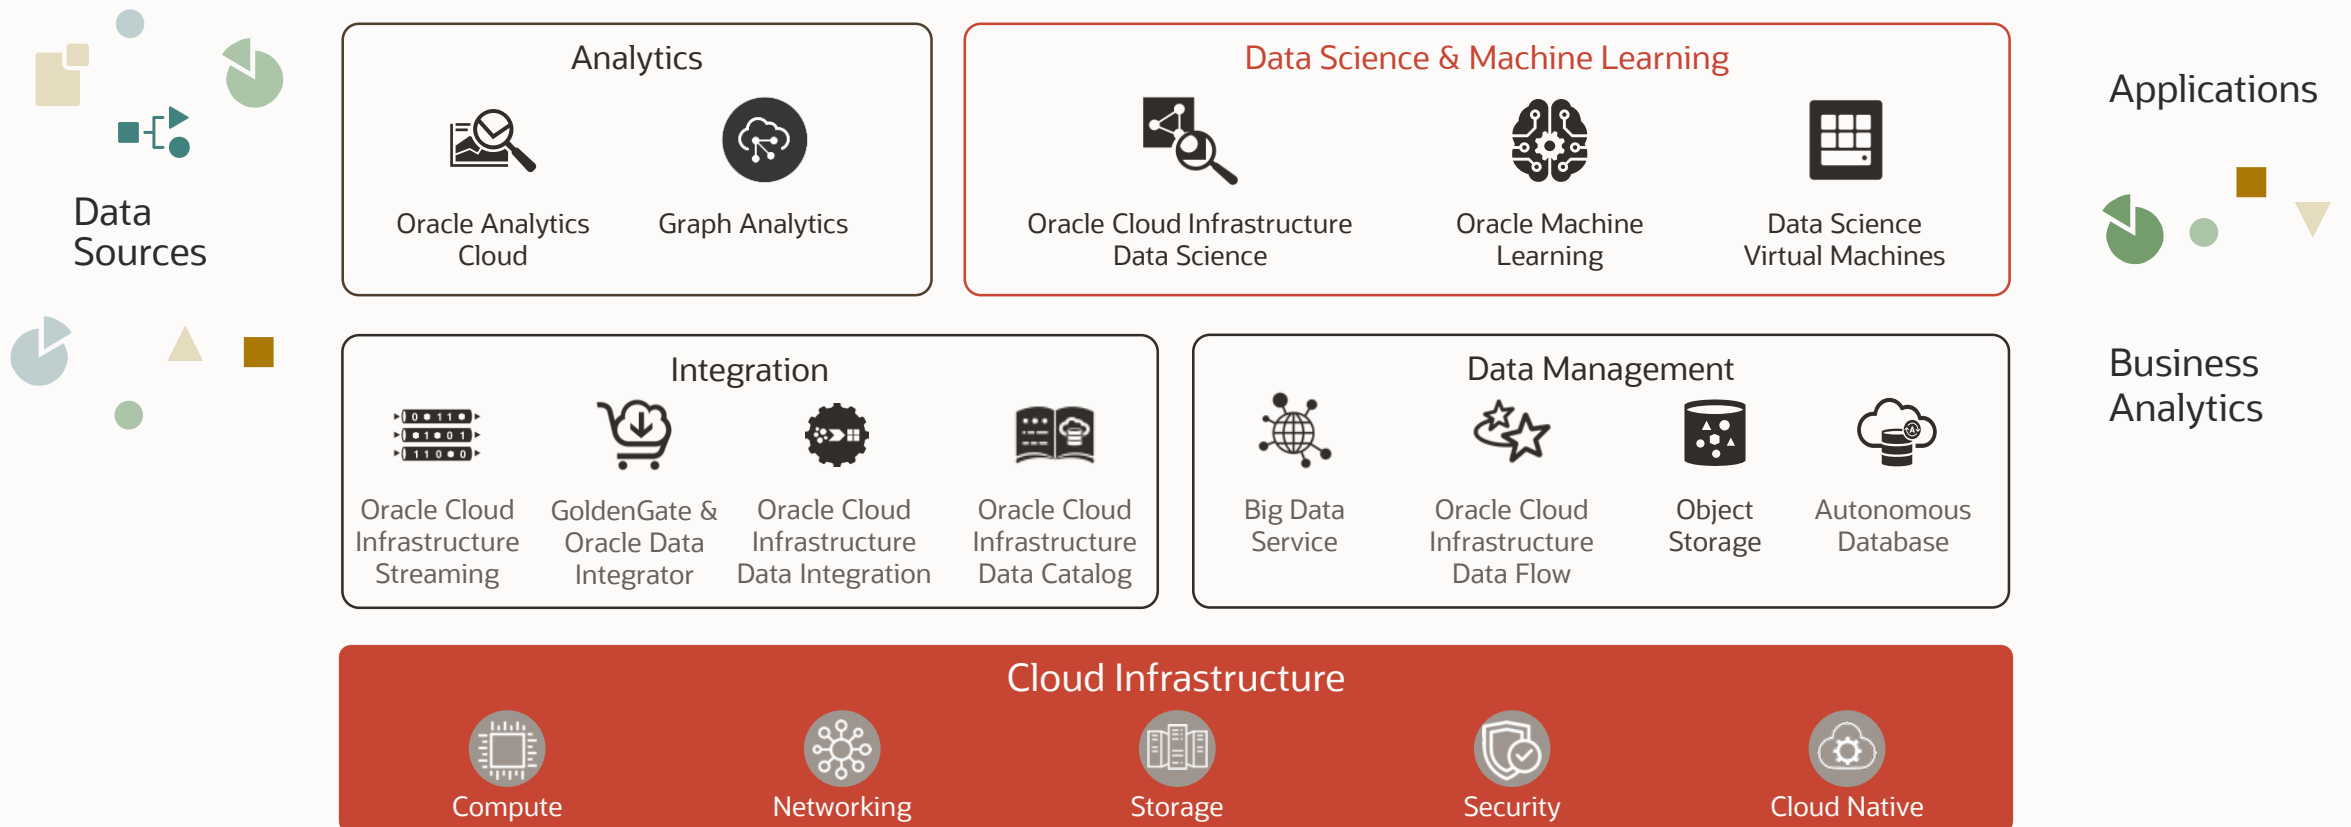 Data
Sources
Analytics
Oracle Analytics
Cloud
Graph Analytics
Data Science & Machine Learning
Oracle Cloud Infrastructure
Data Science
Oracle Machine
Learning
Data Science
Virtual Machines
Applications
Business
Analytics
Integration
Oracle Cloud
Infrastructure
Streaming
GoldenGate &
Oracle Data
Integrator
Oracle Cloud
Infrastructure
Data Integration
Oracle Cloud
Infrastructure
Data Catalog
Data Management
Big Data
Service
Oracle Cloud
Infrastructure
Data Flow
Object
Storage
Autonomous
Database
Cloud Infrastructure
Compute
Networking
Storage
Security
Cloud Native